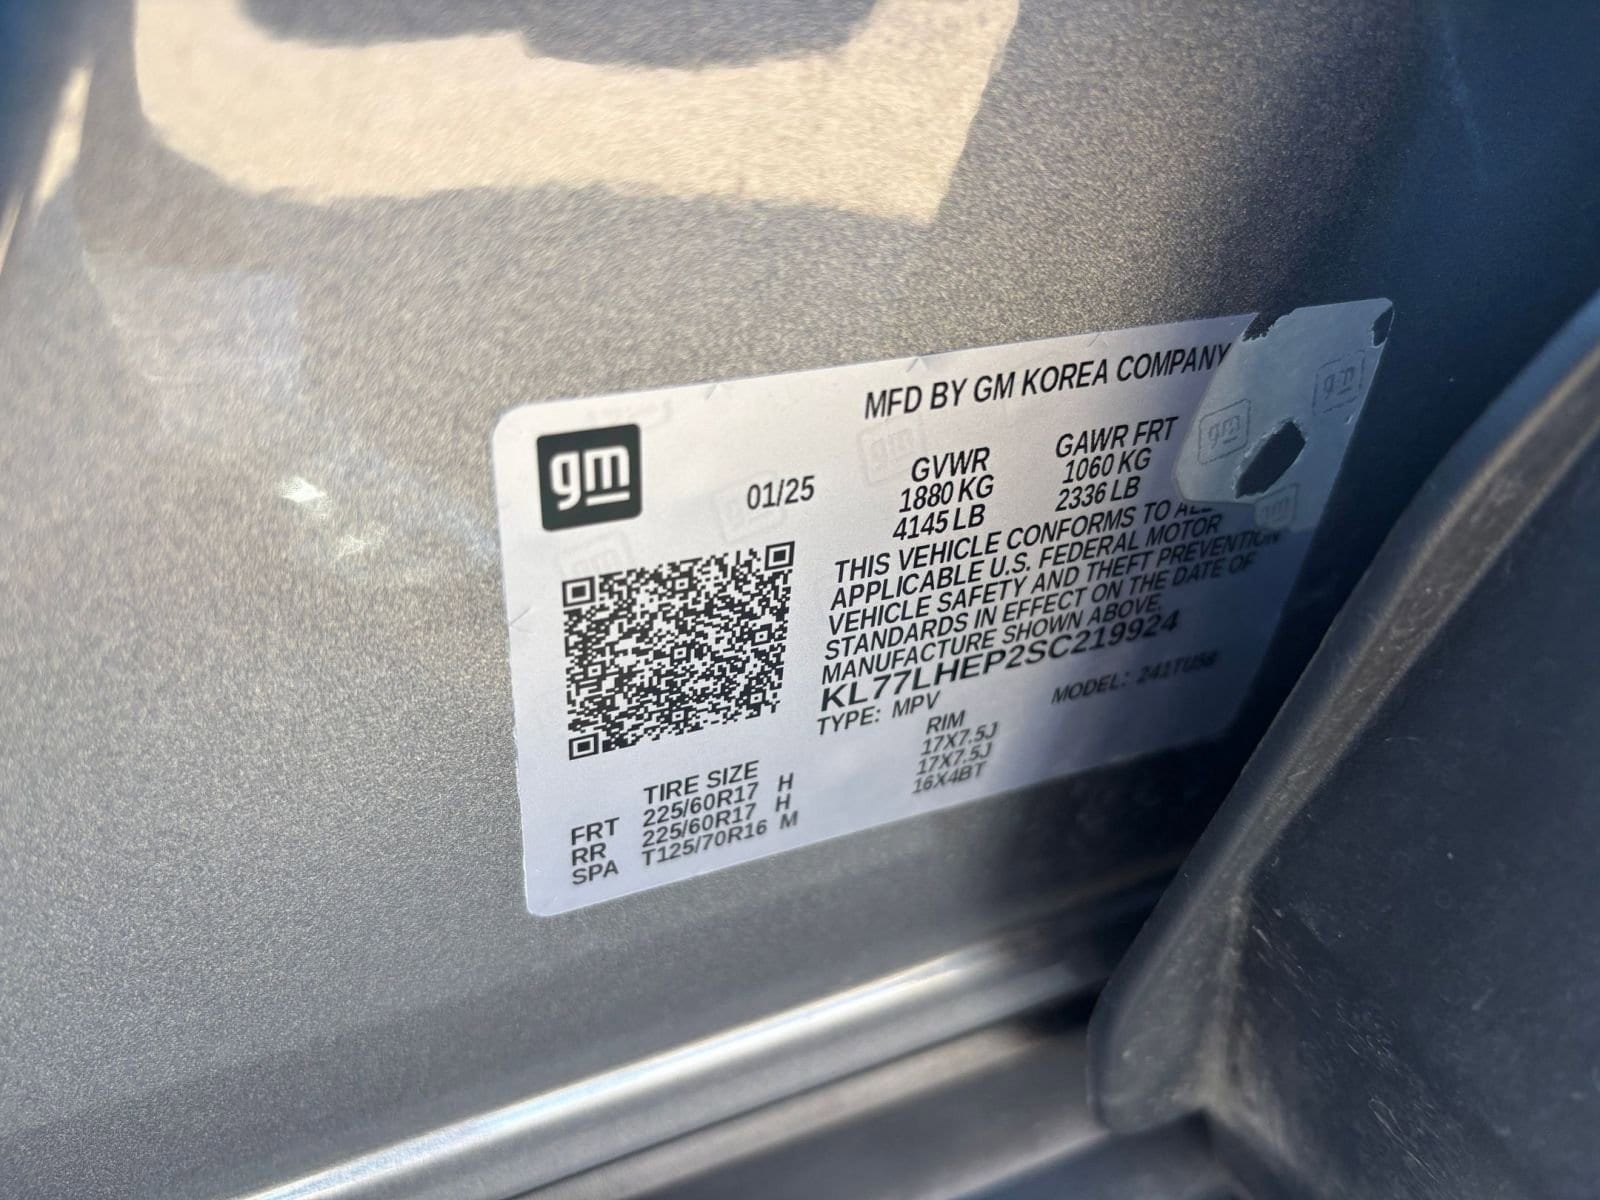 MFD BY GM KOREA COMPANY
gm
01/25
GVWR
1880 KG
4145 LB
GAWR FRT
1060 KG
2336 LB
THIS VEHICLE CONFORMS TO ALL
APPLICABLE U.S. FEDERAL MOTOR
VEHICLE SAFETY AND THEFT PREVENTION
STANDARDS IN EFFECT ON THE DATE OF
MANUFACTURE SHOWN ABOVE.
KL77LHEP2SC219924
TYPE: MPV MODEL:
TIRE SIZE RIM
FRT 225/60R17 H 17X7.5J
RR 225/60R17 H 17X7.5J
SPA T125/70R16 M 16X4BT